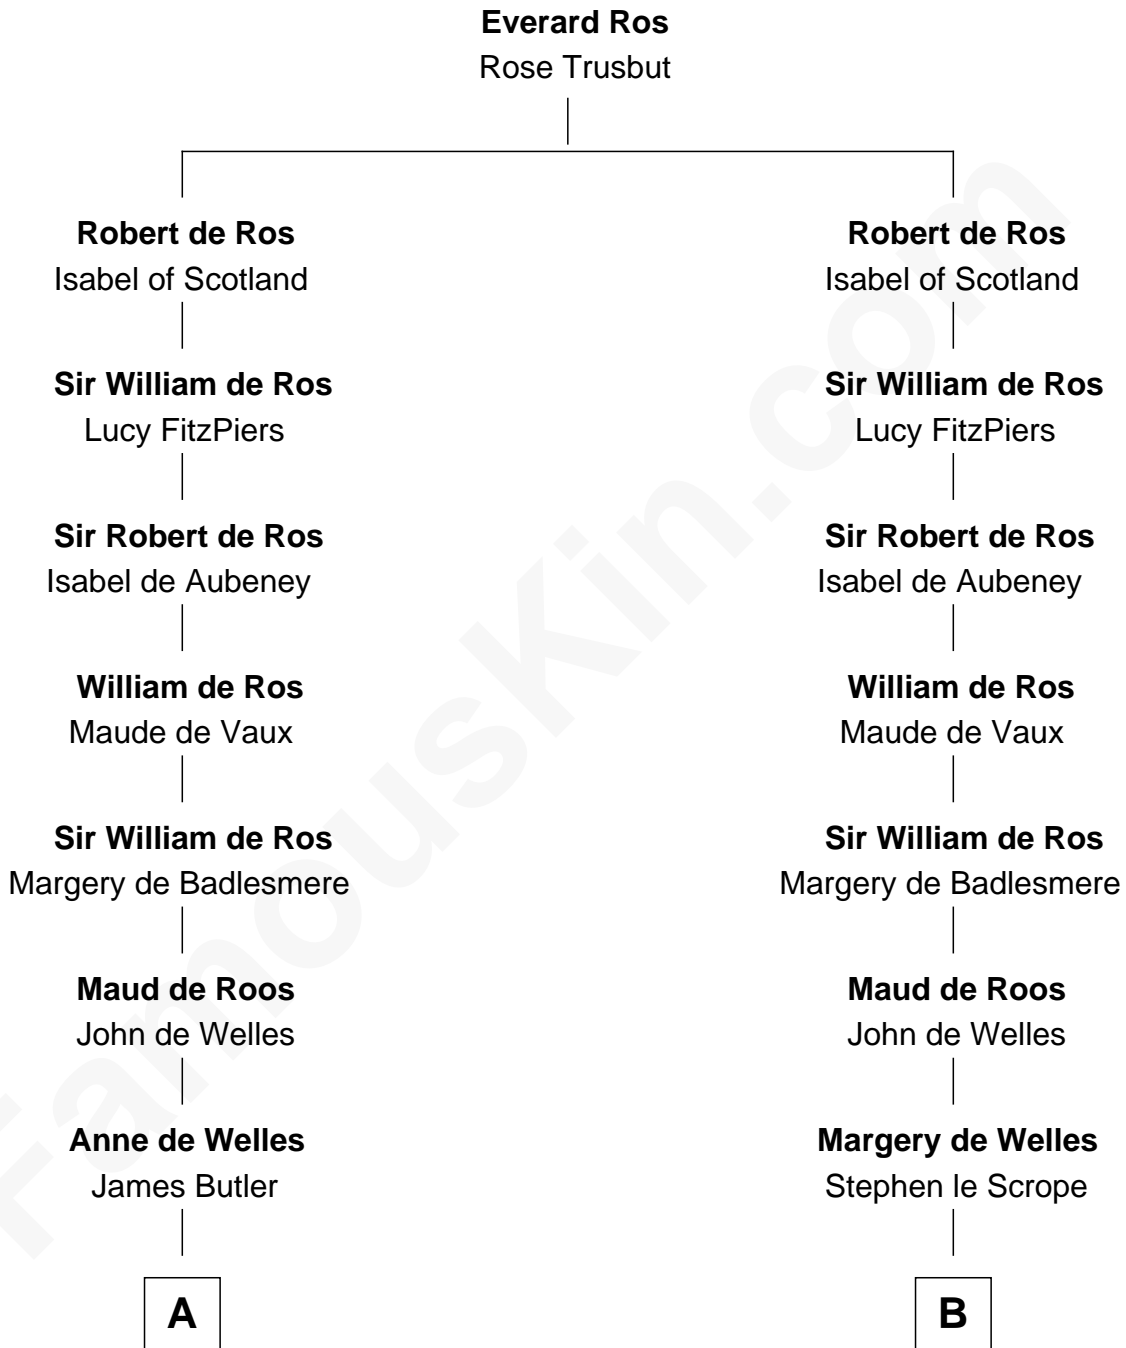 Everard Ros
Rose Trusbut
Robert de Ros
Isabel of Scotland
Sir William de Ros
Lucy FitzPiers
Sir Robert de Ros
Isabel de Aubeney
William de Ros
Maude de Vaux
Sir William de Ros
Margery de Badlesmere
Maud de Roos
John de Welles
Anne de Welles
James Butler
A
Robert de Ros
Isabel of Scotland
Sir William de Ros
Lucy FitzPiers
Sir Robert de Ros
Isabel de Aubeney
William de Ros
Maude de Vaux
Sir William de Ros
Margery de Badlesmere
Maud de Roos
John de Welles
Margery de Welles
Stephen le Scrope
B
FamousKin.com